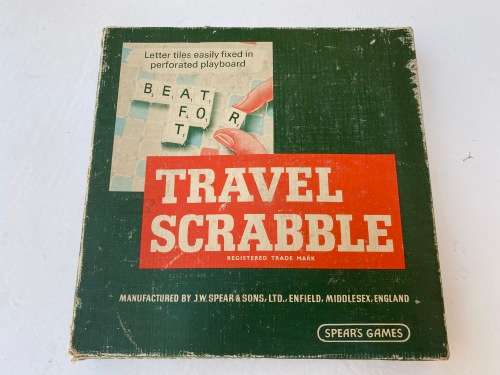 Letter tiles easily fixed in
perforated playboard
BEAT
FOR
T
TRAVEL
SCRABBLE
REGISTERED TRADE MARK
MANUFACTURED BY J.W. SPEAR & SONS, LTD., ENFIELD, MIDDLESEX, ENGLAND
SPEAR'S GAMES